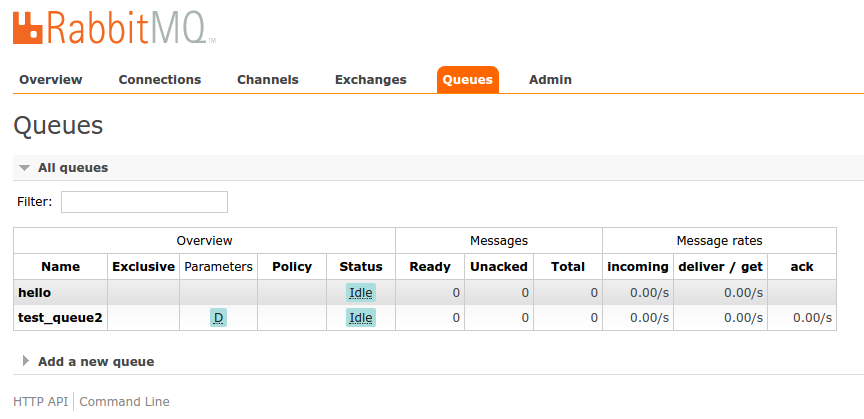 RabbitMQ™
Overview Connections Channels Exchanges Queues Admin
Queues
All queues
Filter:
Overview Messages Message rates
Name Exclusive Parameters Policy Status Ready Unacked Total incoming deliver / get ack
hello Idle 0 0 0 0.00/s 0.00/s
test_queue2 D Idle 0 0 0 0.00/s 0.00/s 0.00/s
Add a new queue
HTTP API Command Line